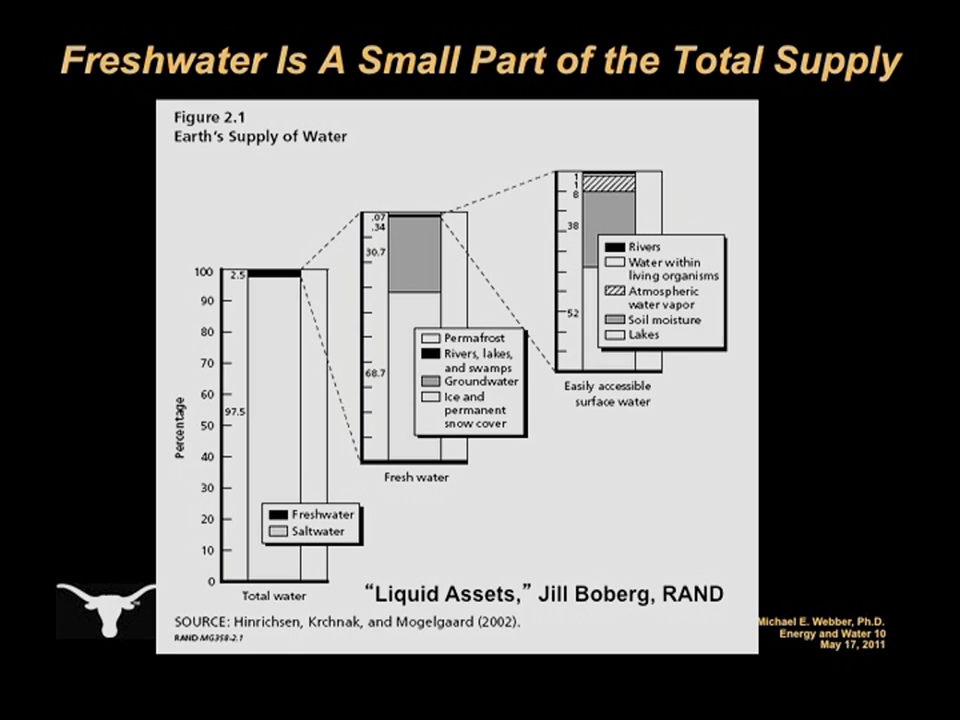 Freshwater Is A Small Part of the Total Supply
Figure 2.1
Earth's Supply of Water
Percentage
100
90
80
70
60
50
40
30
20
10
0
2.5
97.5
Freshwater
Saltwater
Total water
.07
.34
30.7
68.7
Permafrost
Rivers, lakes,
and swamps
Groundwater
Ice and
permanent
snow cover
Fresh water
1
1
8
38
52
Rivers
Water within
living organisms
Atmospheric
water vapor
Soil moisture
Lakes
Easily accessible
surface water
“Liquid Assets,” Jill Boberg, RAND
SOURCE: Hinrichsen, Krchnak, and Mogelgaard (2002).
RAND MG358-2.1
Michael E. Webber, Ph.D.
Energy and Water 10
May 17, 2011